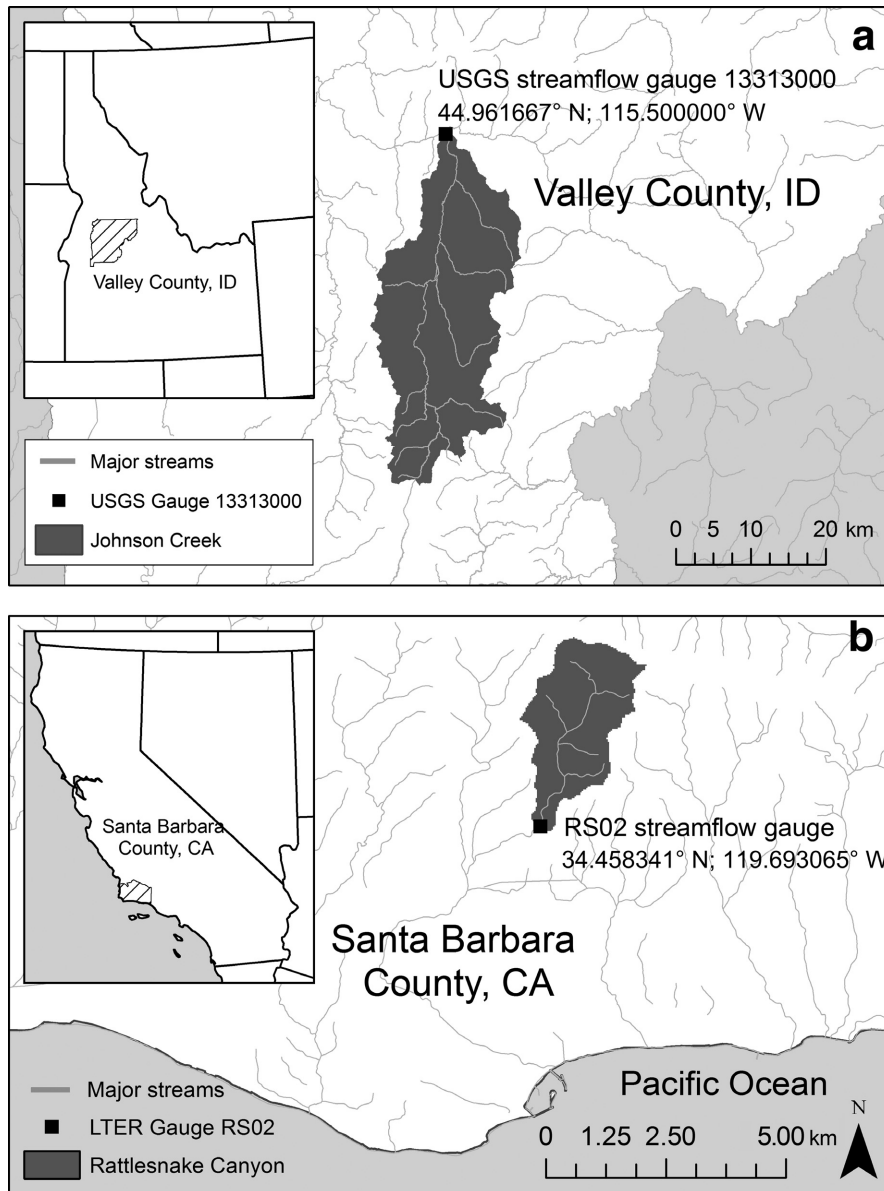 a
USGS streamflow gauge 13313000
44.961667° N; 115.500000° W
Valley County, ID
Valley County, ID
Major streams
USGS Gauge 13313000
Johnson Creek
0 5 10 20 km
b
Santa Barbara
County, CA
RS02 streamflow gauge
34.458341° N; 119.693065° W
Santa Barbara
County, CA
Major streams
LTER Gauge RS02
Rattlesnake Canyon
Pacific Ocean
N
0 1.25 2.50 5.00 km